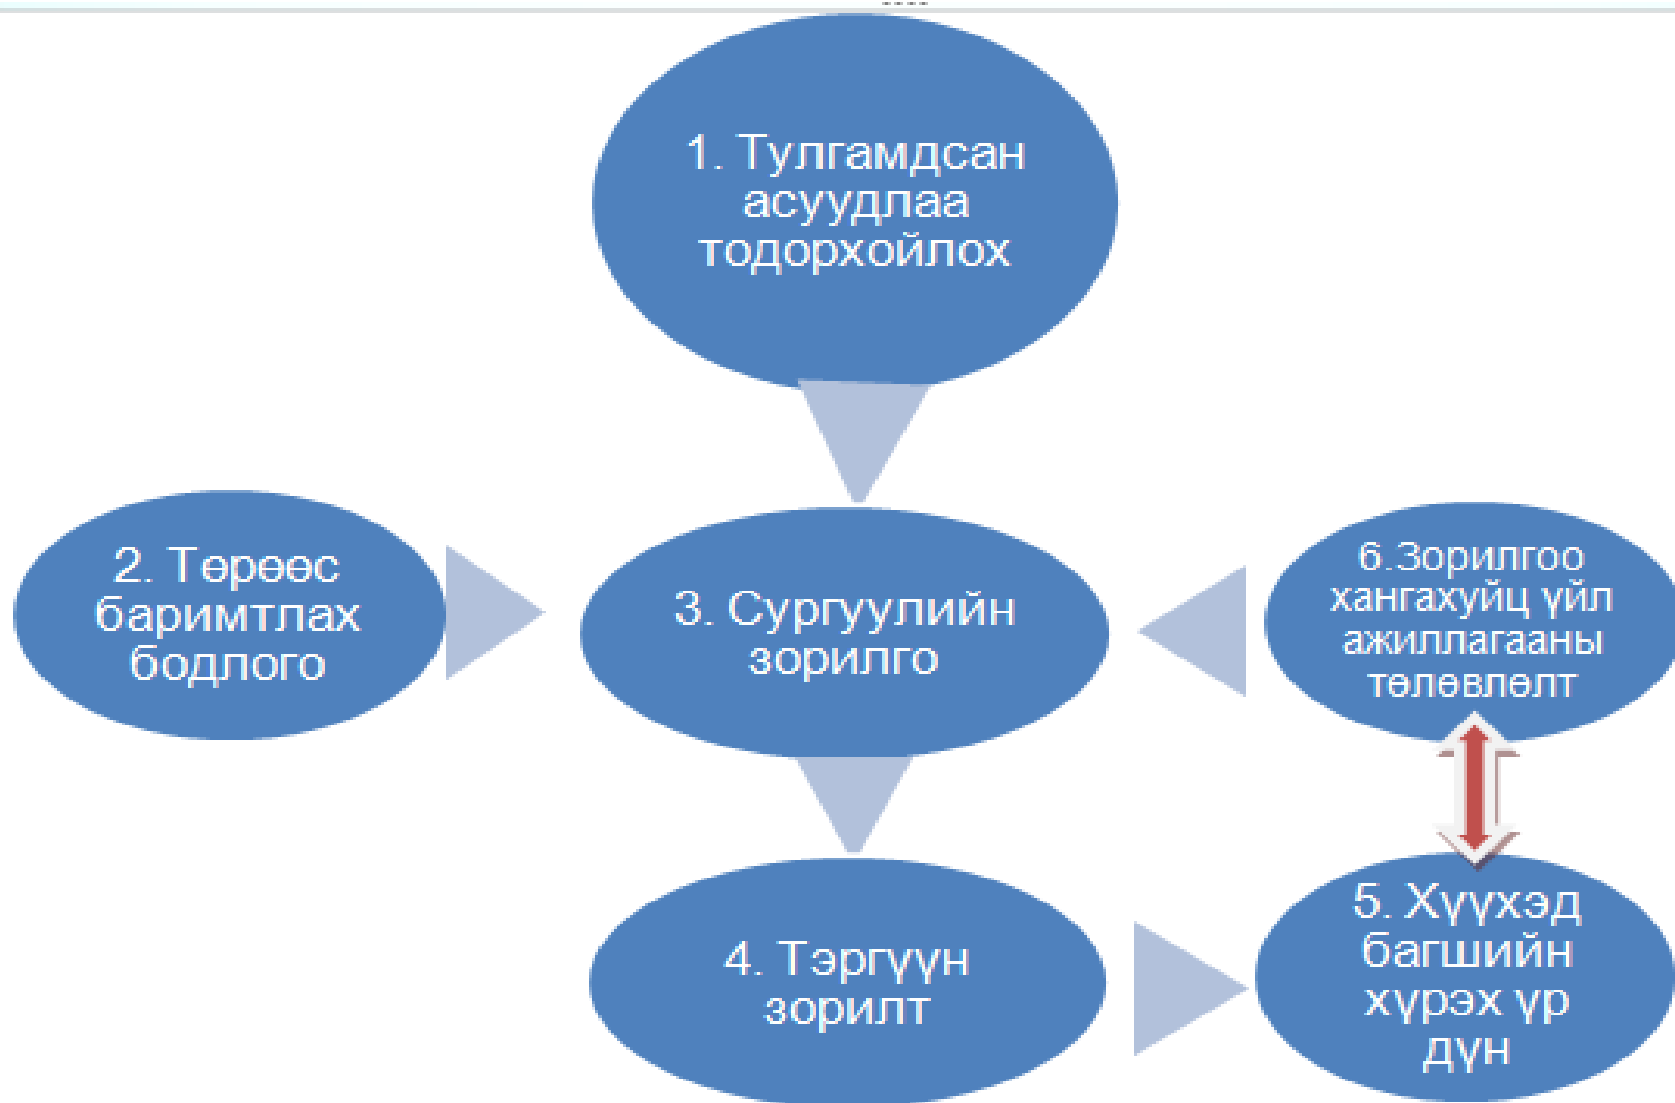 1. Тулгамдсан
асуудлаа
тодорхойлох
2. Төрөөс
баримтлах
бодлого
3. Сургуулийн
зорилго
6.Зорилгоо
хангахуйц үйл
ажиллагааны
төлөвлөлт
4. Тэргүүн
зорилт
5. Хүүхэд
багшийн
хүрэх үр
дүн